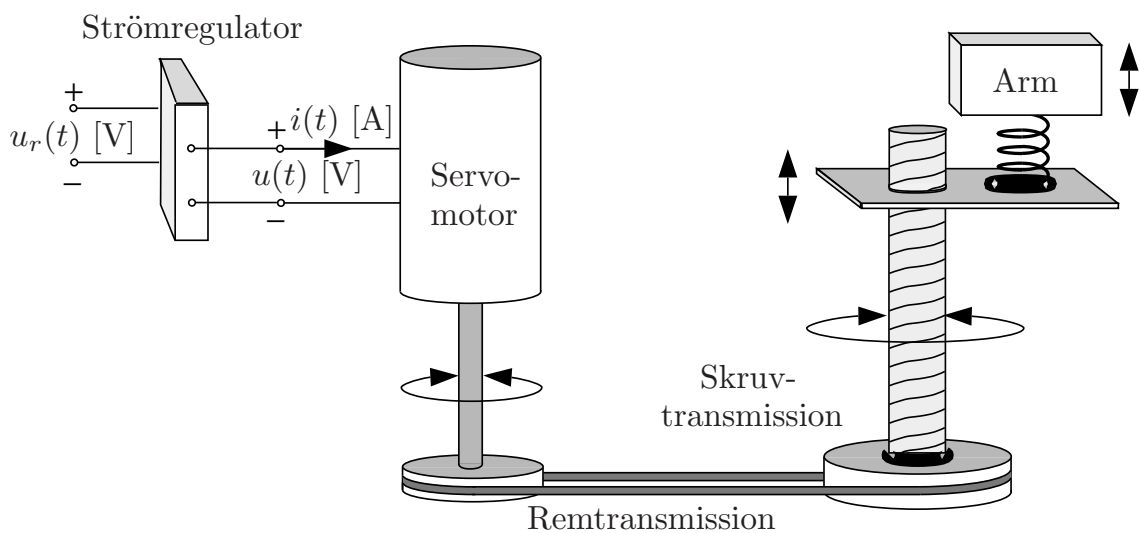 Strömregulator
+
u_r(t) [V]
−
+
i(t) [A]
u(t) [V]
−
Servo-
motor
Arm
Skruv-
transmission
Remtransmission